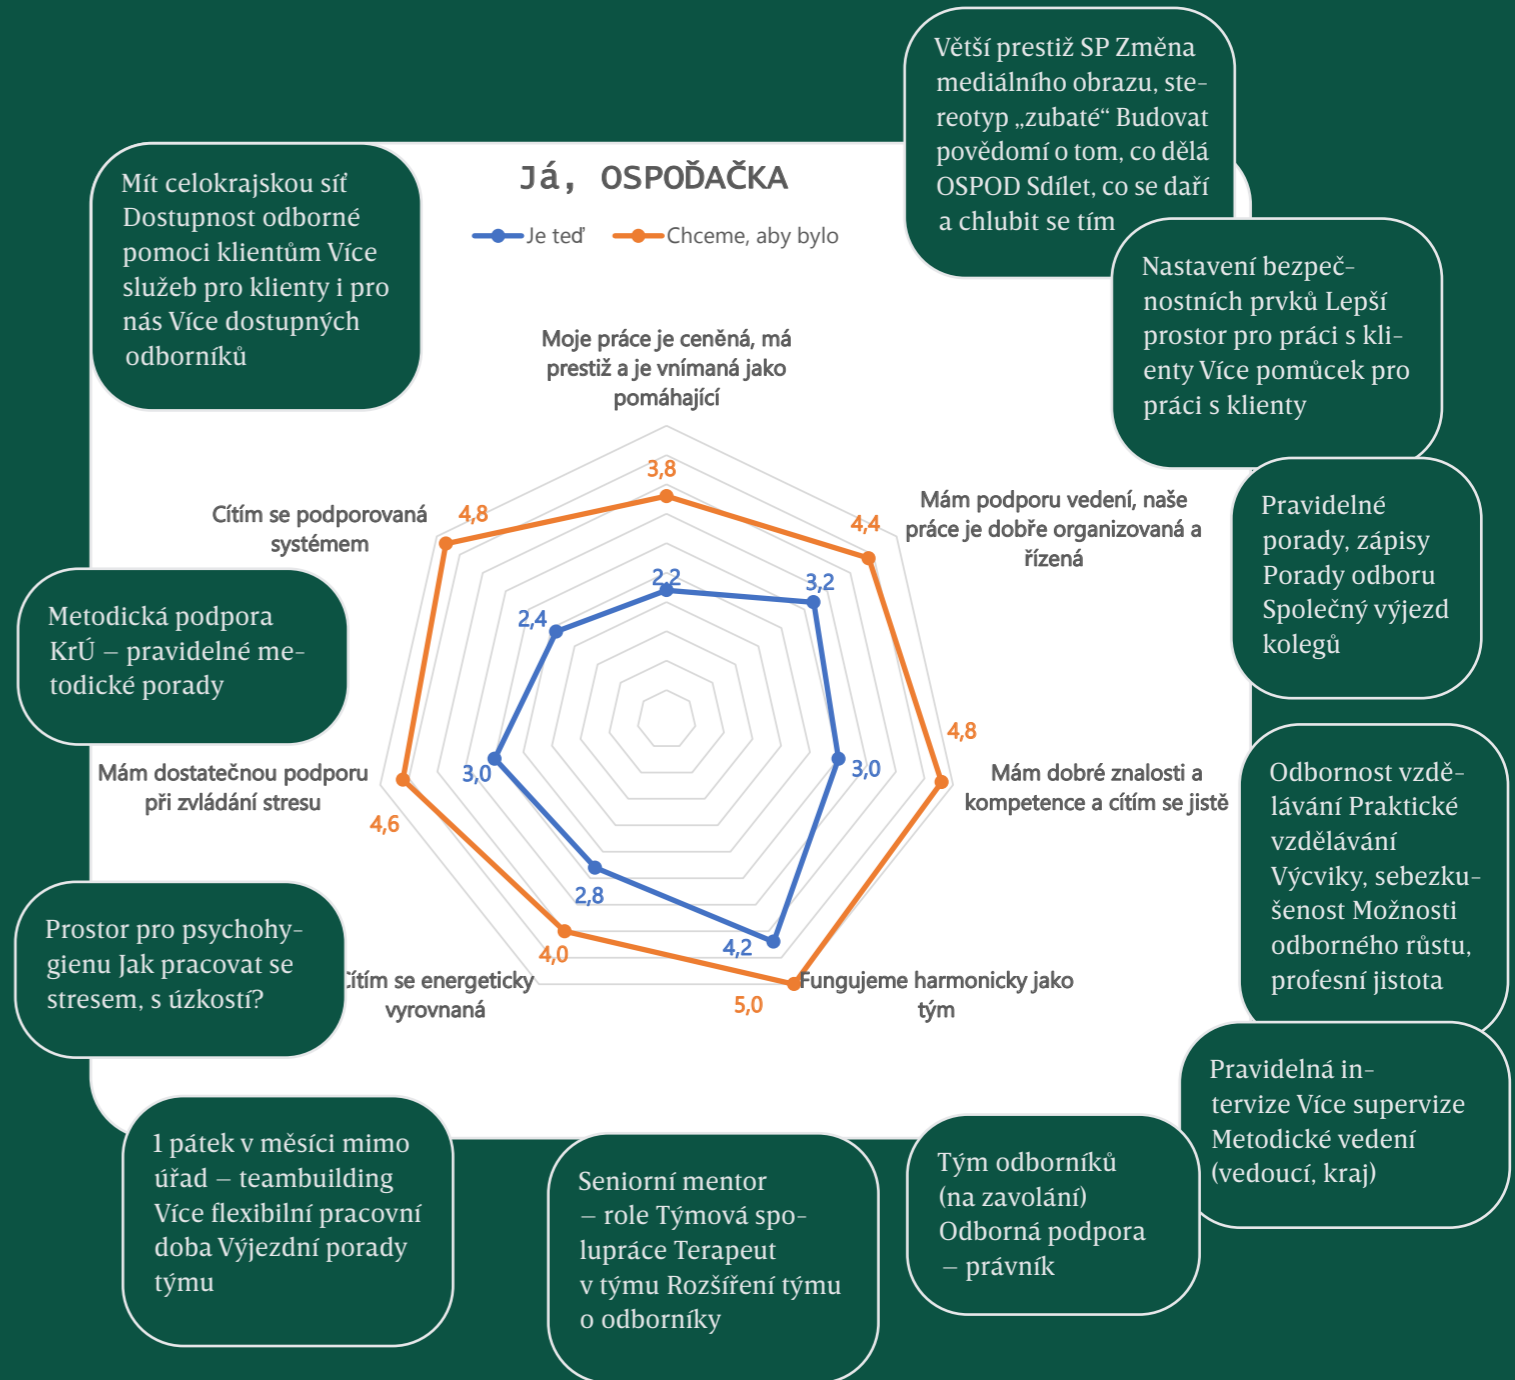 Větší prestiž SP Změna
mediálního obrazu, ste-
reotyp „zubaté“ Budovat
povědomí o tom, co dělá
OSPOD Sdílet, co se daří
a chlubit se tím
Mít celokrajskou síť
Dostupnost odborné
pomoci klientům Více
služeb pro klienty i pro
nás Více dostupných
odborníků
Já, OSPOĎAČKA
Je teď
Chceme, aby bylo
Nastavení bezpeč-
nostních prvků Lepší
prostor pro práci s kli-
enty Více pomůcek pro
práci s klienty
Moje práce je ceněná, má
prestiž a je vnímaná jako
pomáhající
3,8
2,2
Mám podporu vedení, naše
práce je dobře organizovaná a
řízená
4,4
3,2
Pravidelné
porady, zápisy
Porady odboru
Společný výjezd
kolegů
Cítím se podporovaná
systémem
4,8
2,4
Metodická podpora
KrÚ – pravidelné me-
todické porady
Mám dobré znalosti a
kompetence a cítím se jistě
4,8
3,0
Odbornost vzdě-
lávání Praktické
vzdělávání
Výcviky, sebezku-
šenost Možnosti
odborného růstu,
profesní jistota
Mám dostatečnou podporu
při zvládání stresu
3,0
4,6
Prostor pro psychohy-
gienu Jak pracovat se
stresem, s úzkostí?
2,8
4,0
ítím se energeticky
vyrovnaná
4,2
5,0
Fungujeme harmonicky jako
tým
Pravidelná in-
tervize Více supervize
Metodické vedení
(vedoucí, kraj)
1 pátek v měsíci mimo
úřad – teambuilding
Více flexibilní pracovní
doba Výjezdní porady
týmu
Seniorní mentor
– role Týmová spo-
lupráce Terapeut
v týmu Rozšíření týmu
o odborníky
Tým odborníků
(na zavolání)
Odborná podpora
– právník